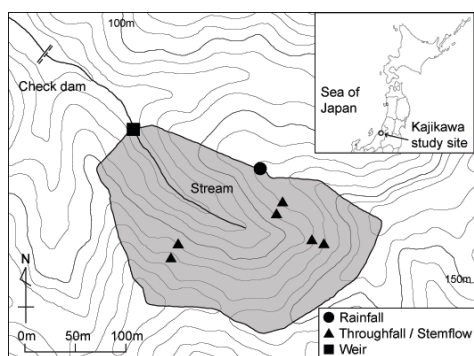 100m
Check dam
Sea of
Japan
Kajikawa
study site
Stream
N
150m
0m 50m 100m
Rainfall
Throughfall / Stemflow
Weir